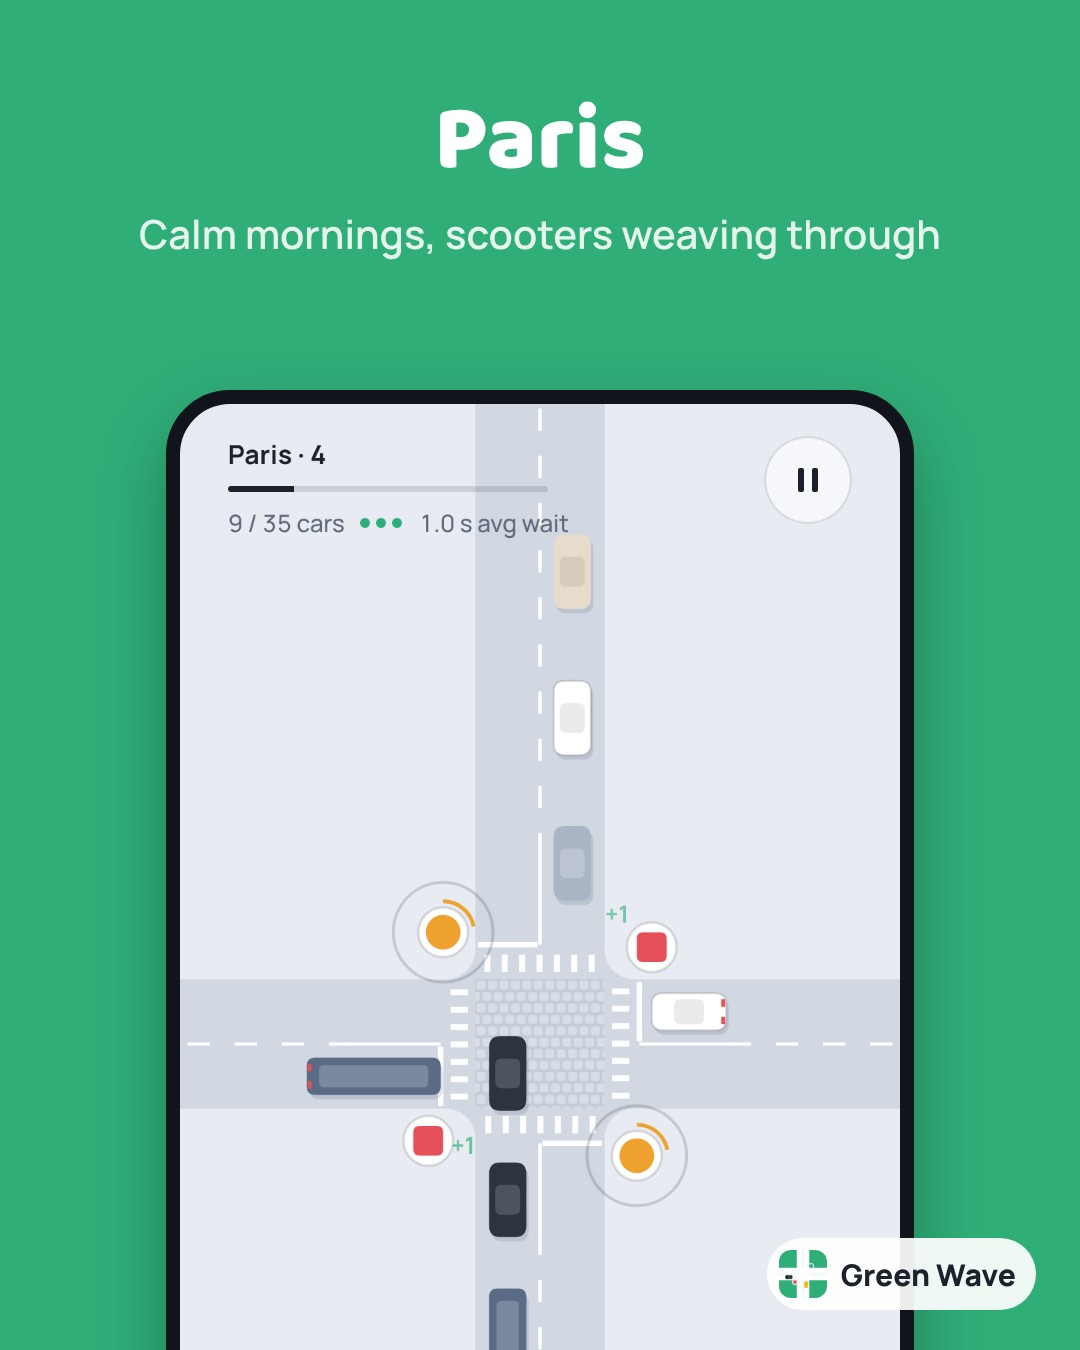 Paris
Calm mornings, scooters weaving through
Paris · 4
9 / 35 cars ••• 1.0 s avg wait
+1
+1
Green Wave